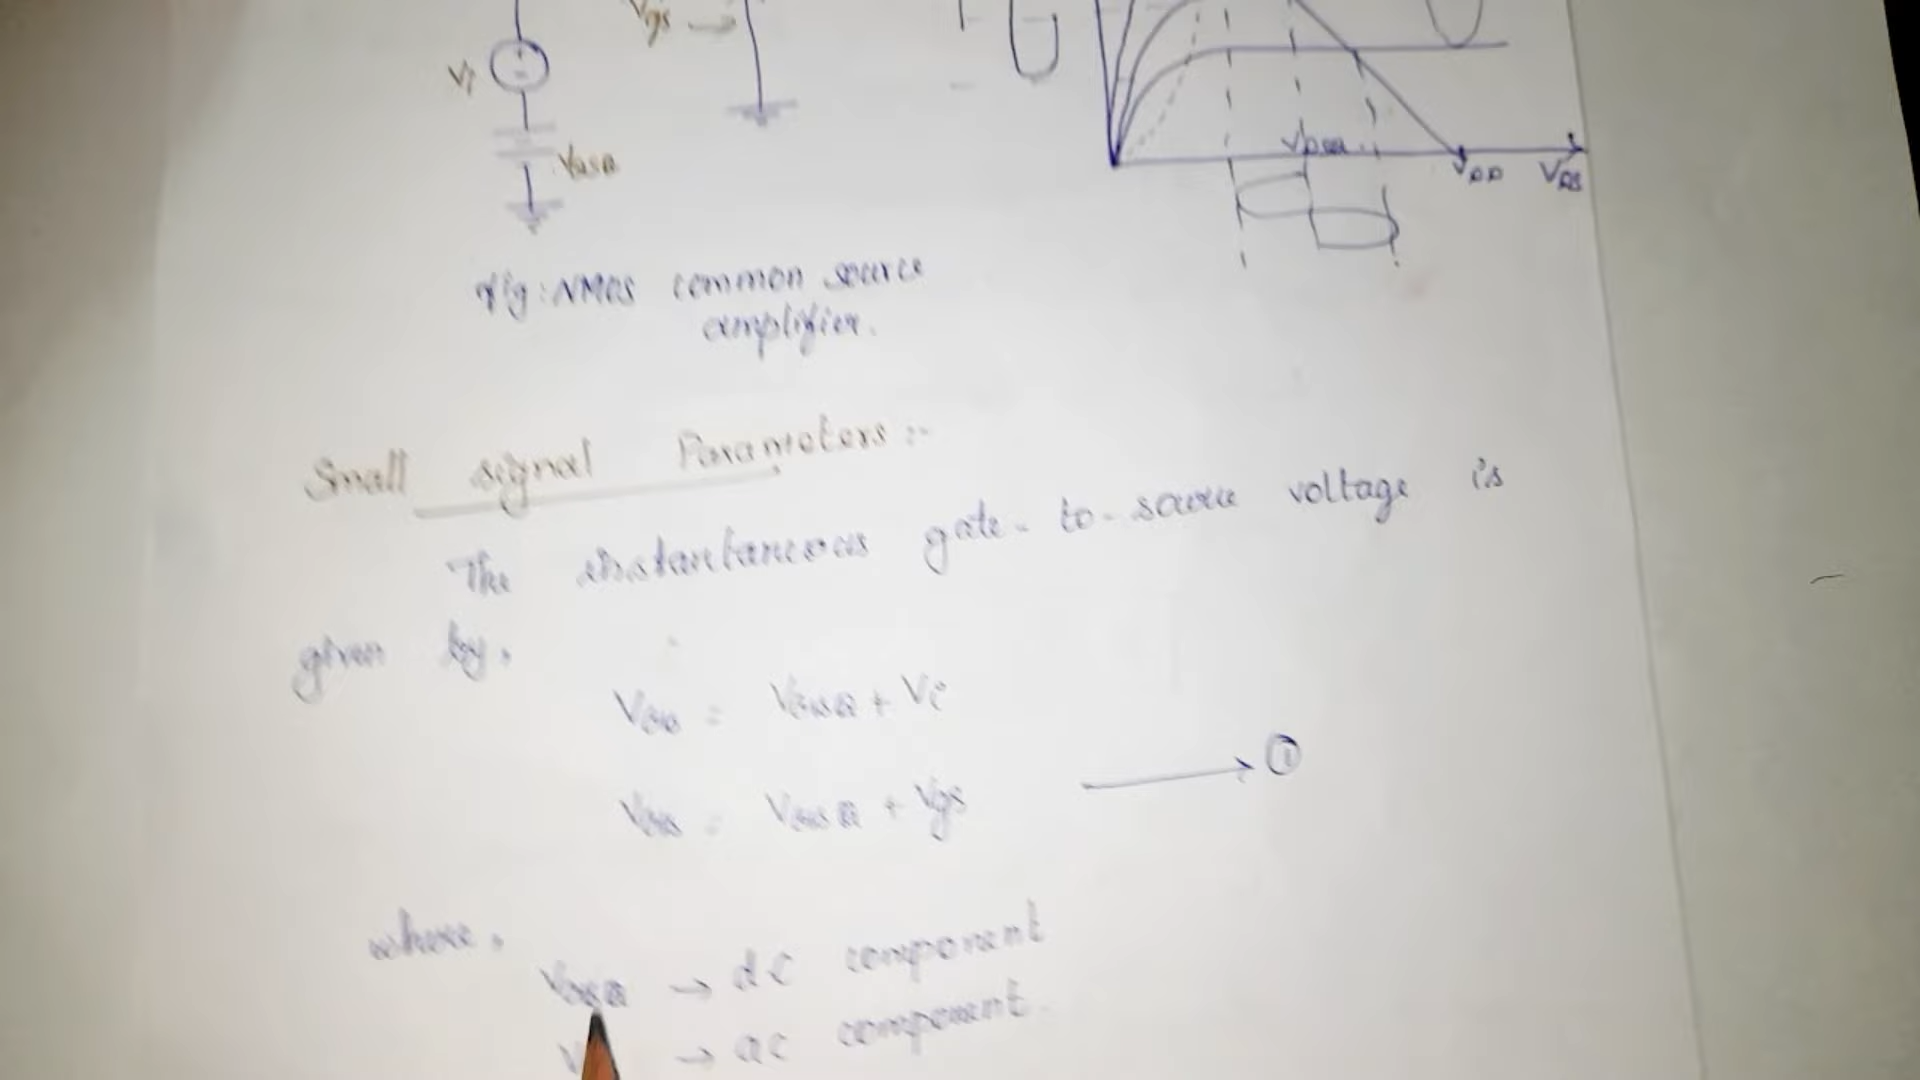 Vgs →
Vi
VGSQ
VDSQ
VDD VDS
Fig: NMOS common source
amplifier.
Small signal Parameters :-
The instantaneous gate-to-source voltage is
given by,
VGS = VGSQ + Vi
VGS = VGSQ + Vgs → ①
where,
VGSQ → dc component
V → ac component.